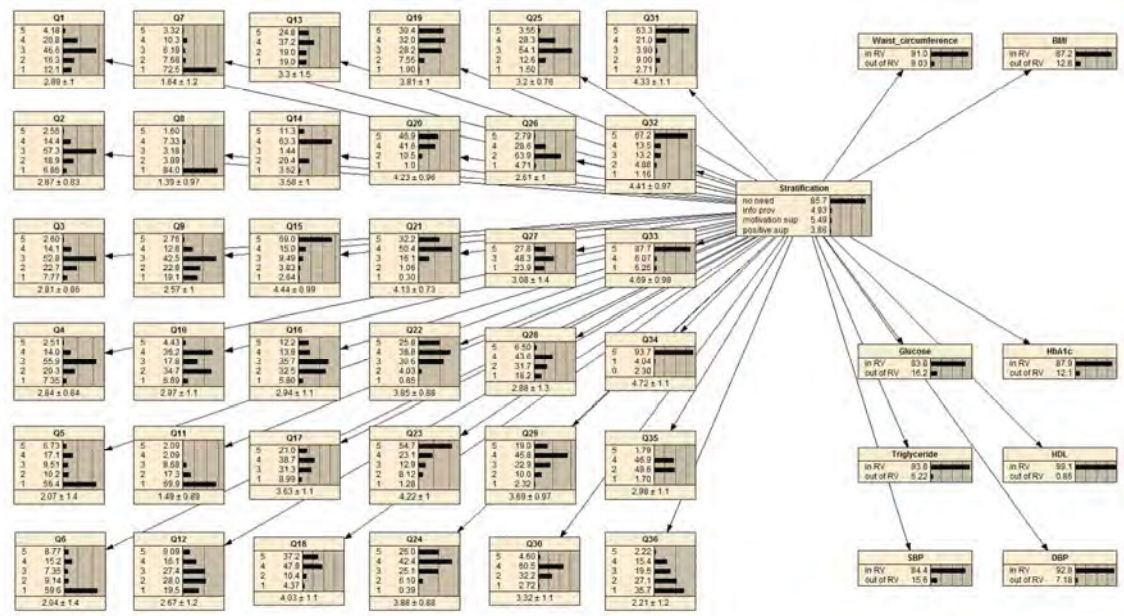 Q1
5 4.18
4 20.8
3 46.6
2 16.3
1 12.1
2.89 ± 1
Q7
5 3.32
4 10.3
3 6.19
2 7.68
1 72.5
1.64 ± 1.2
Q13
5 24.8
4 37.2
2 19.0
1 19.0
3.3 ± 1.5
Q19
5 30.4
4 32.0
3 28.2
2 7.55
1 1.90
3.81 ± 1
Q25
5 3.55
4 28.3
3 54.1
2 12.6
1 1.50
3.2 ± 0.76
Q31
5 63.3
4 21.0
3 3.90
2 9.00
1 2.71
4.33 ± 1.1
Waist_circumference
in RV 91.0
out of RV 9.03
BMI
in RV 87.2
out of RV 12.8
Q2
5 2.55
4 14.4
3 57.3
2 18.9
1 6.86
2.87 ± 0.83
Q8
5 1.60
4 7.33
3 3.18
2 3.89
1 84.0
1.39 ± 0.97
Q14
5 11.3
4 63.3
3 1.44
2 20.4
1 3.52
3.58 ± 1
Q20
5 46.9
4 41.6
2 10.5
1 1.0
4.23 ± 0.96
Q26
5 2.79
4 28.6
2 63.9
1 4.71
2.61 ± 1
Q32
5 67.2
4 13.5
3 13.2
2 4.88
1 1.16
4.41 ± 0.97
Stratification
no need 85.7
info prov 4.93
motivation sup 5.49
positive sup 3.86
Q3
5 2.60
4 14.1
3 52.8
2 22.7
1 7.77
2.81 ± 0.86
Q9
5 2.76
4 12.8
3 42.5
2 22.8
1 19.1
2.57 ± 1
Q15
5 69.0
4 15.0
3 9.49
2 3.83
1 2.64
4.44 ± 0.99
Q21
5 32.2
4 50.4
3 16.1
2 1.06
1 0.30
4.13 ± 0.73
Q27
5 27.8
3 48.3
1 23.9
3.08 ± 1.4
Q33
5 87.7
3 6.07
1 6.26
4.69 ± 0.98
Q4
5 2.51
4 14.0
3 55.9
2 20.3
1 7.35
2.84 ± 0.84
Q10
5 4.43
4 36.2
3 17.8
2 34.7
1 6.89
2.97 ± 1.1
Q16
5 12.2
4 13.8
3 35.7
2 32.5
1 5.80
2.94 ± 1.1
Q22
5 25.8
4 38.8
3 30.6
2 4.03
1 0.85
3.85 ± 0.88
Q28
5 6.50
4 43.6
2 31.7
1 18.2
2.88 ± 1.3
Q34
5 93.7
1 4.04
0 2.30
4.72 ± 1.1
Glucose
in RV 83.8
out of RV 16.2
HbA1c
in RV 87.9
out of RV 12.1
Q5
5 6.73
4 17.1
3 9.51
2 10.2
1 56.4
2.07 ± 1.4
Q11
5 2.09
4 2.09
3 8.68
2 17.3
1 69.9
1.49 ± 0.89
Q17
5 21.0
4 38.7
3 31.3
1 8.99
3.63 ± 1.1
Q23
5 54.7
4 23.1
3 12.9
2 8.12
1 1.28
4.22 ± 1
Q29
5 19.0
4 45.8
3 22.9
2 10.0
1 2.32
3.69 ± 0.97
Q35
5 1.79
4 46.9
2 49.6
1 1.70
2.98 ± 1.1
Triglyceride
in RV 93.8
out of RV 6.22
HDL
in RV 99.1
out of RV 0.86
Q6
5 8.77
4 15.2
3 7.35
2 9.14
1 59.6
2.04 ± 1.4
Q12
5 9.09
4 16.1
3 27.4
2 28.0
1 19.5
2.67 ± 1.2
Q18
5 37.2
4 47.9
2 10.4
1 4.37
4.03 ± 1.1
Q24
5 26.0
4 42.4
3 25.1
2 6.10
1 0.39
3.88 ± 0.88
Q30
5 4.60
4 60.5
2 32.2
1 2.72
3.32 ± 1.1
Q36
5 2.22
4 15.4
3 19.5
2 27.1
1 35.7
2.21 ± 1.2
SBP
in RV 84.4
out of RV 15.6
DBP
in RV 92.8
out of RV 7.18